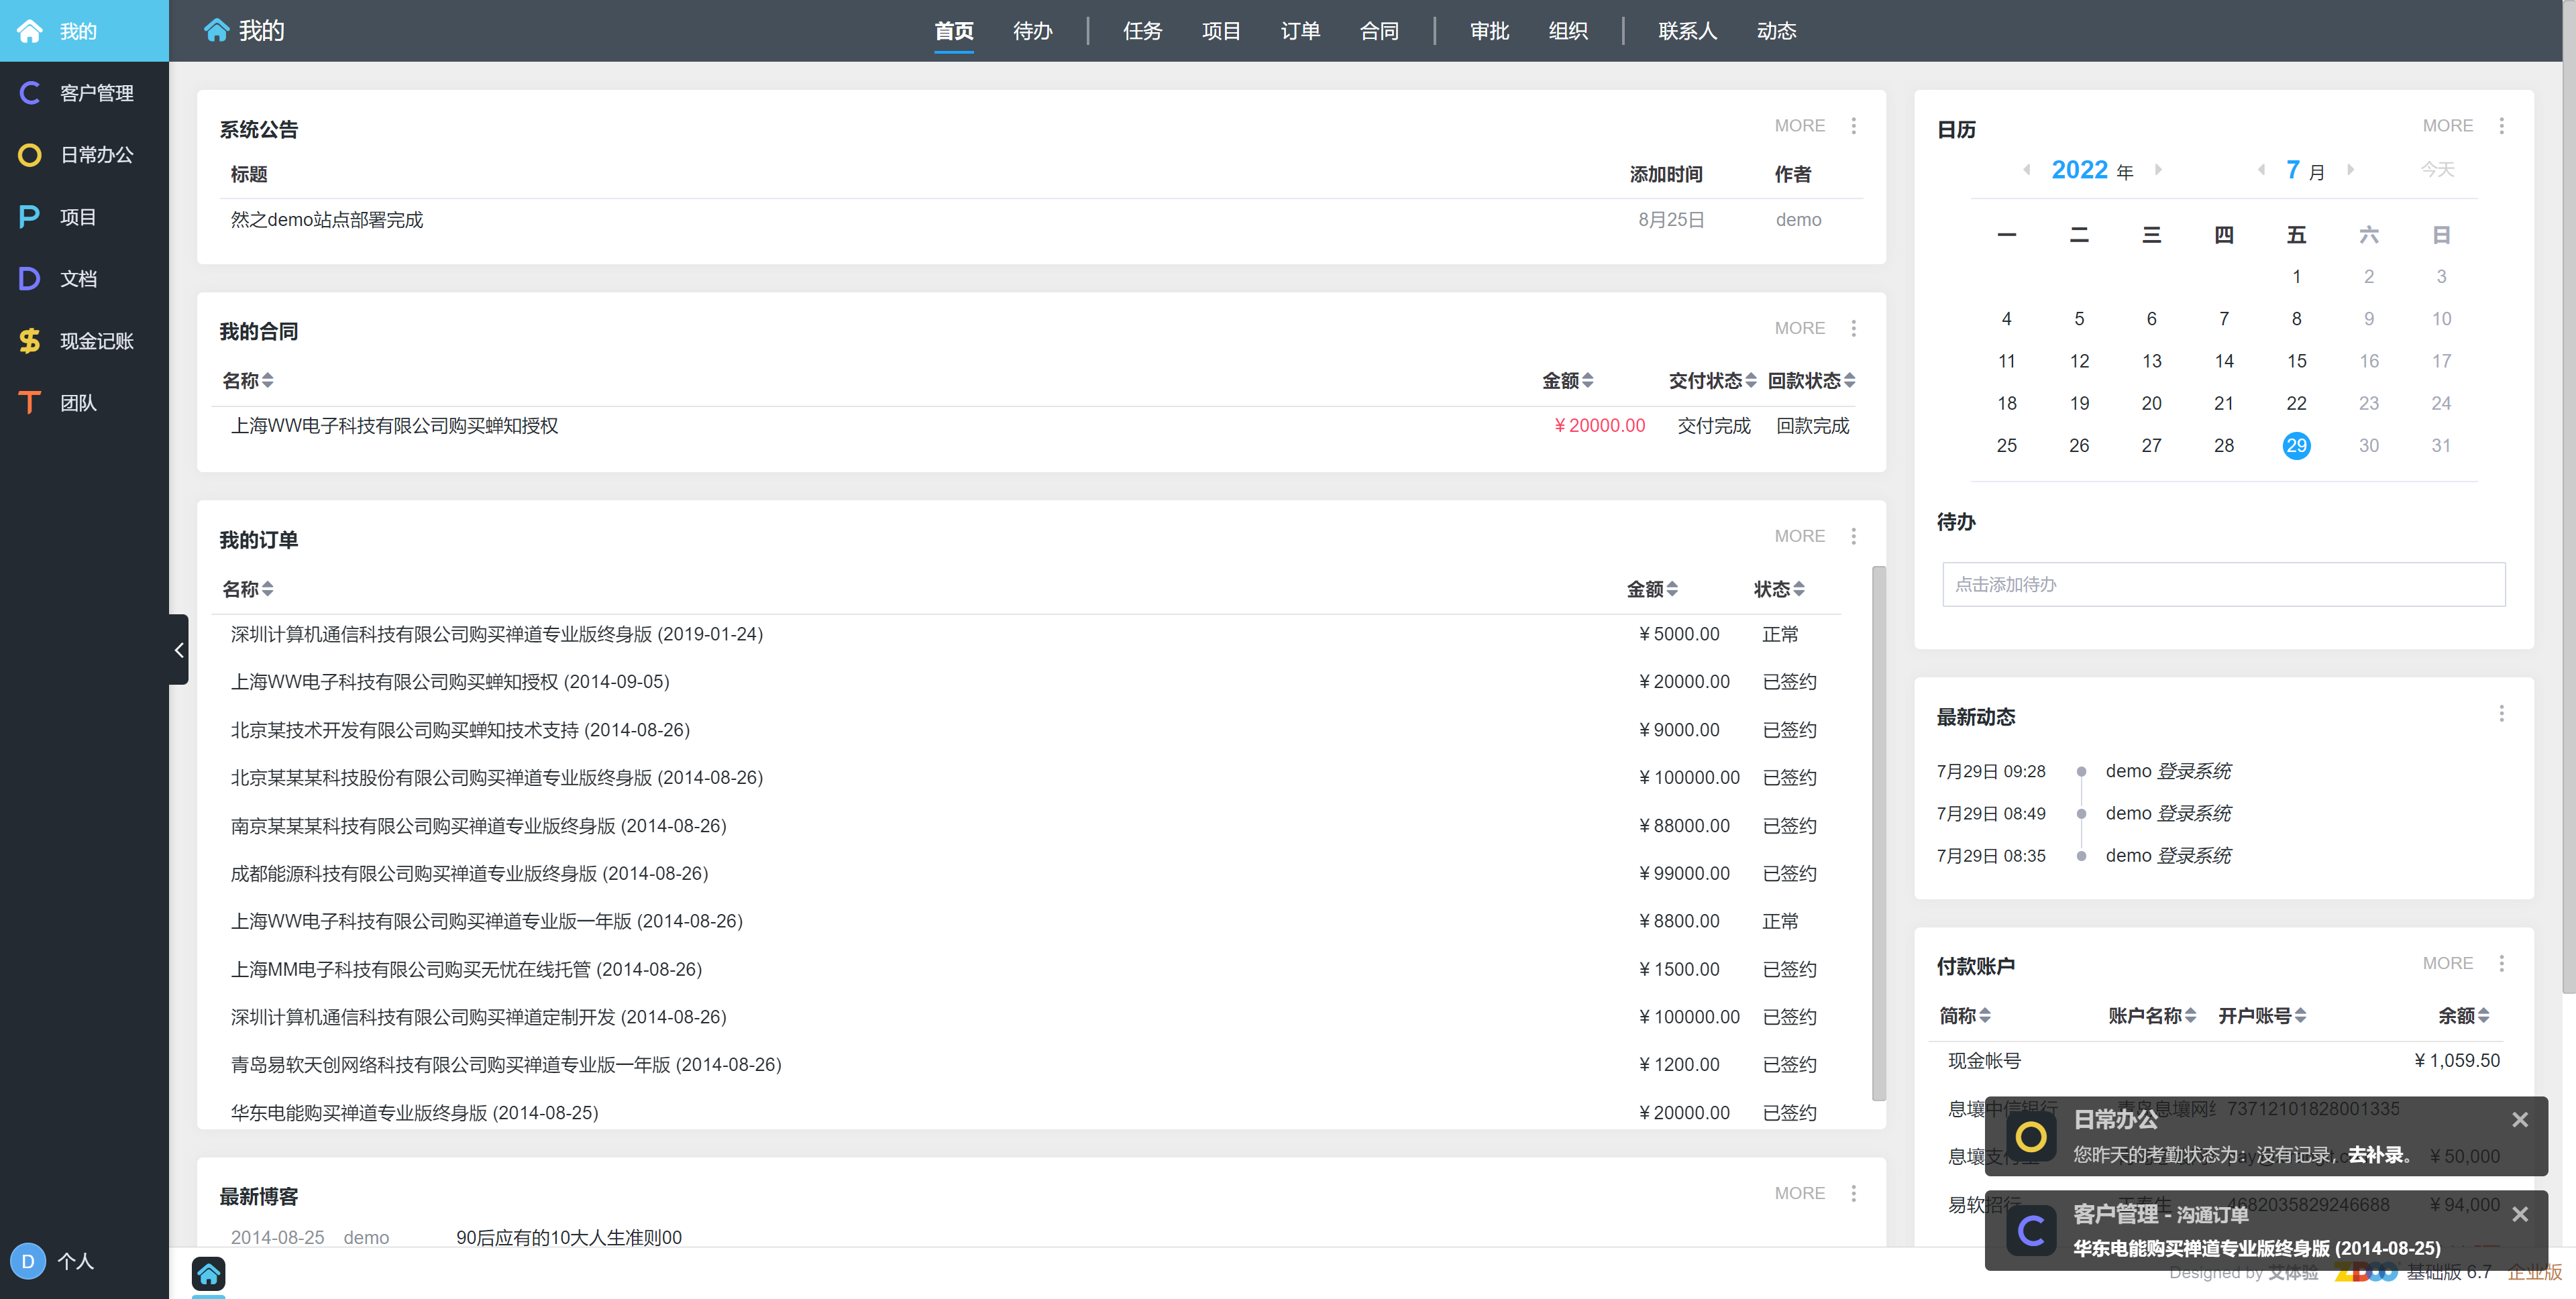 我的
客户管理
日常办公
项目
文档
现金记账
团队
D 个人
我的
首页 待办 任务 项目 订单 合同 审批 组织 联系人 动态
系统公告 MORE
标题 添加时间 作者
然之demo站点部署完成 8月25日 demo
我的合同 MORE
名称 金额 交付状态 回款状态
上海WW电子科技有限公司购买蝉知授权 ¥20000.00 交付完成 回款完成
我的订单 MORE
名称 金额 状态
深圳计算机通信科技有限公司购买禅道专业版终身版 (2019-01-24) ¥5000.00 正常
上海WW电子科技有限公司购买蝉知授权 (2014-09-05) ¥20000.00 已签约
北京某技术开发有限公司购买蝉知技术支持 (2014-08-26) ¥9000.00 已签约
北京某某某科技股份有限公司购买禅道专业版终身版 (2014-08-26) ¥100000.00 已签约
南京某某某科技有限公司购买禅道专业版终身版 (2014-08-26) ¥88000.00 已签约
成都能源科技有限公司购买禅道专业版终身版 (2014-08-26) ¥99000.00 已签约
上海WW电子科技有限公司购买禅道专业版一年版 (2014-08-26) ¥8800.00 正常
上海MM电子科技有限公司购买无忧在线托管 (2014-08-26) ¥1500.00 已签约
深圳计算机通信科技有限公司购买禅道定制开发 (2014-08-26) ¥100000.00 已签约
青岛易软天创网络科技有限公司购买禅道专业版一年版 (2014-08-26) ¥1200.00 已签约
华东电能购买禅道专业版终身版 (2014-08-25) ¥20000.00 已签约
最新博客 MORE
2014-08-25 demo 90后应有的10大人生准则00
日历 MORE
2022 年 7 月 今天
一 二 三 四 五 六 日
1 2 3
4 5 6 7 8 9 10
11 12 13 14 15 16 17
18 19 20 21 22 23 24
25 26 27 28 29 30 31
待办
点击添加待办
最新动态
7月29日 09:28 demo 登录系统
7月29日 08:49 demo 登录系统
7月29日 08:35 demo 登录系统
付款账户 MORE
简称 账户名称 开户账号 余额
现金帐号 ¥1,059.50
息壤中信银行 青岛息壤网络 73712101828001335
息壤支付宝 ¥50,000
易软招行 4682035829246688 ¥94,000
日常办公
您昨天的考勤状态为：没有记录，去补录。
客户管理 - 沟通订单
华东电能购买禅道专业版终身版 (2014-08-25)
Designed by 艾体验 ZDOO 基础版 6.7 企业版